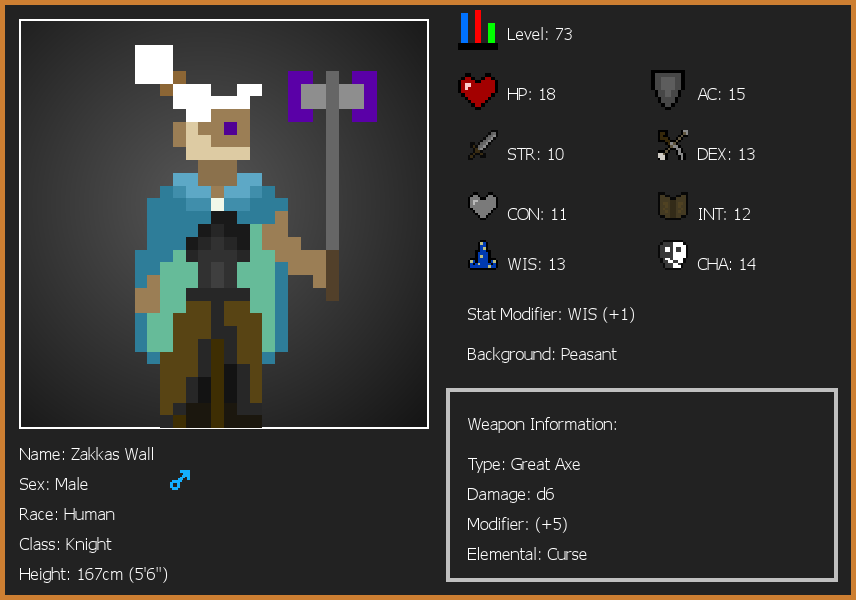 Level: 73
HP: 18
AC: 15
STR: 10
DEX: 13
CON: 11
INT: 12
WIS: 13
CHA: 14
Stat Modifier: WIS (+1)
Background: Peasant
Weapon Information:
Type: Great Axe
Damage: d6
Modifier: (+5)
Elemental: Curse
Name: Zakkas Wall
Sex: Male
Race: Human
Class: Knight
Height: 167cm (5'6")